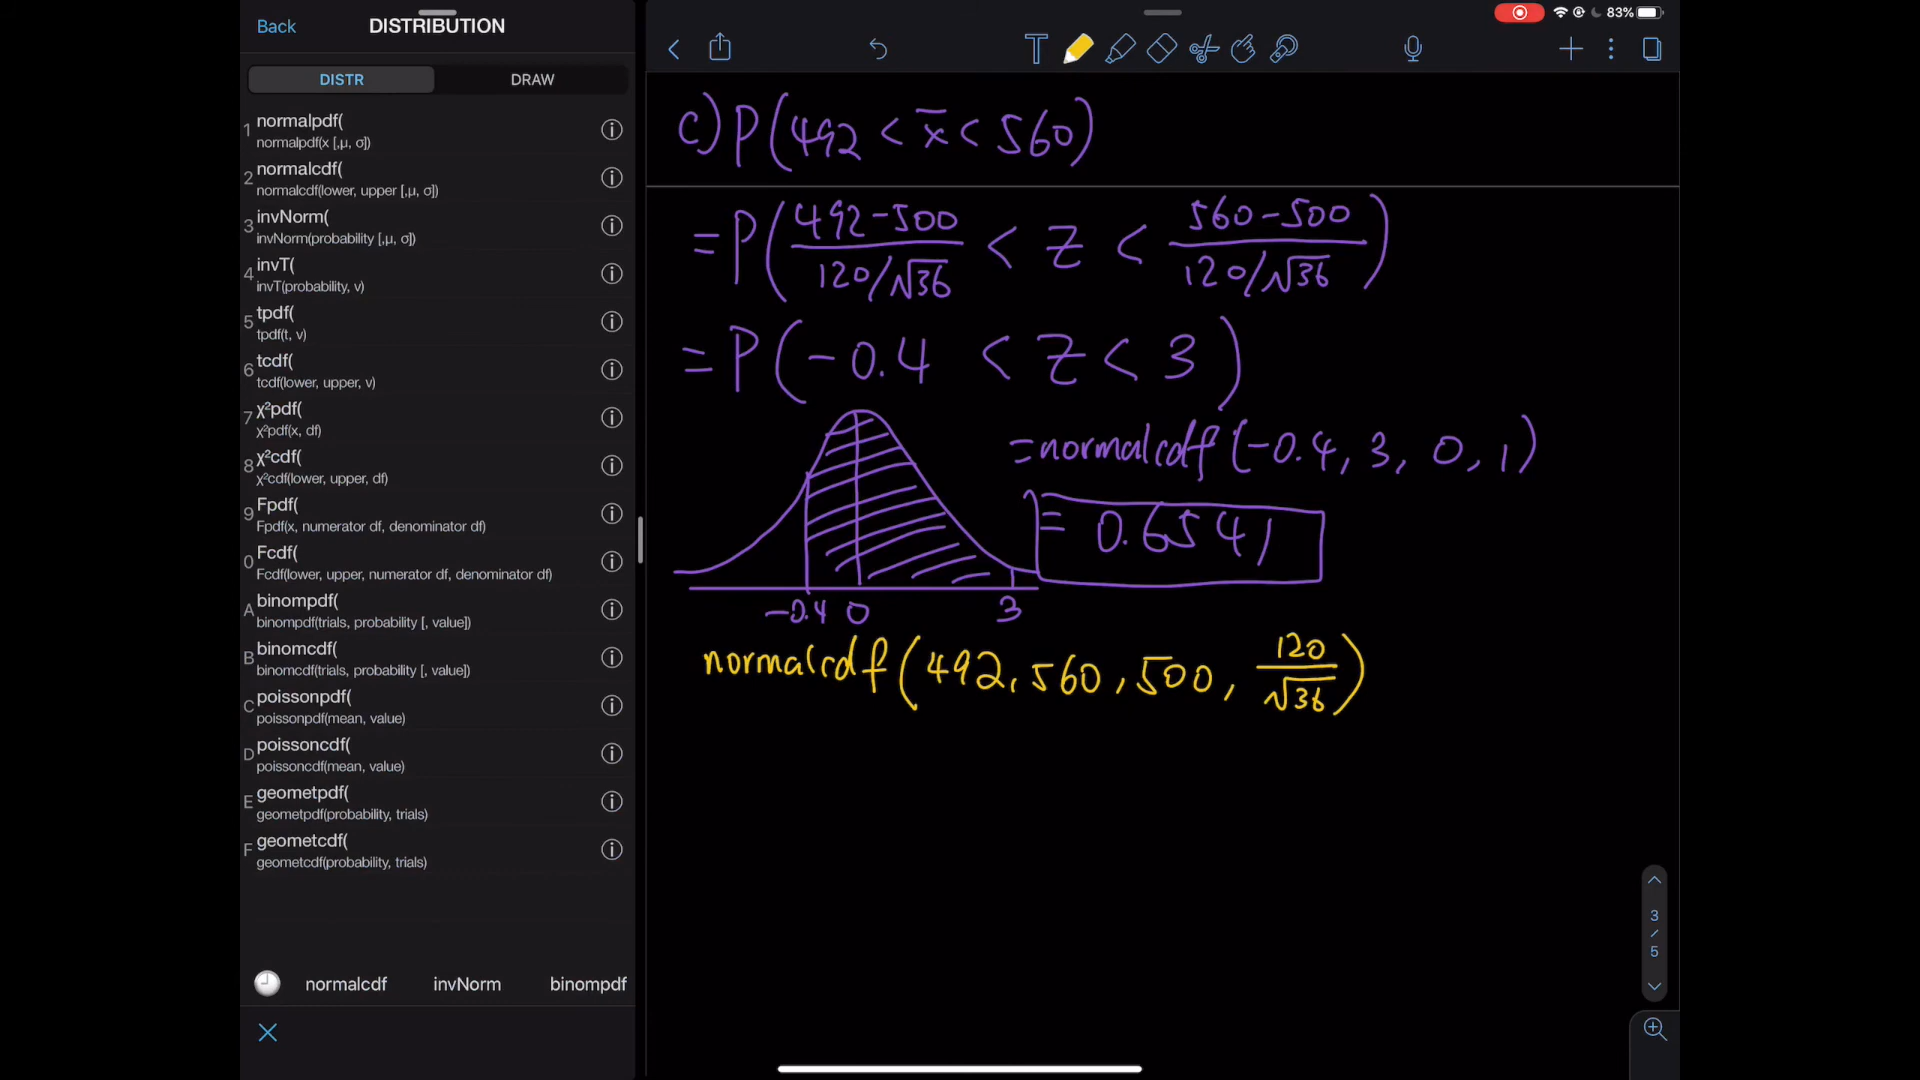 Back
DISTRIBUTION
83%
DISTR
DRAW
1 normalpdf(
normalpdf(x [,μ, σ])
2 normalcdf(
normalcdf(lower, upper [,μ, σ])
3 invNorm(
invNorm(probability [,μ, σ])
4 invT(
invT(probability, v)
5 tpdf(
tpdf(t, v)
6 tcdf(
tcdf(lower, upper, v)
7 χ²pdf(
χ²pdf(x, df)
8 χ²cdf(
χ²cdf(lower, upper, df)
9 Fpdf(
Fpdf(x, numerator df, denominator df)
0 Fcdf(
Fcdf(lower, upper, numerator df, denominator df)
A binompdf(
binompdf(trials, probability [, value])
B binomcdf(
binomcdf(trials, probability [, value])
C poissonpdf(
poissonpdf(mean, value)
D poissoncdf(
poissoncdf(mean, value)
E geometpdf(
geometpdf(probability, trials)
F geometcdf(
geometcdf(probability, trials)
normalcdf invNorm binompdf
T
c) P(492 < x̄ < 560)
= P( (492-500)/(120/√36) < Z < (560-500)/(120/√36) )
= P(-0.4 < Z < 3)
= normalcdf(-0.4, 3, 0, 1)
= 0.6541
-0.4 0 3
normalcdf(492, 560, 500, 120/√36)
3
/
5